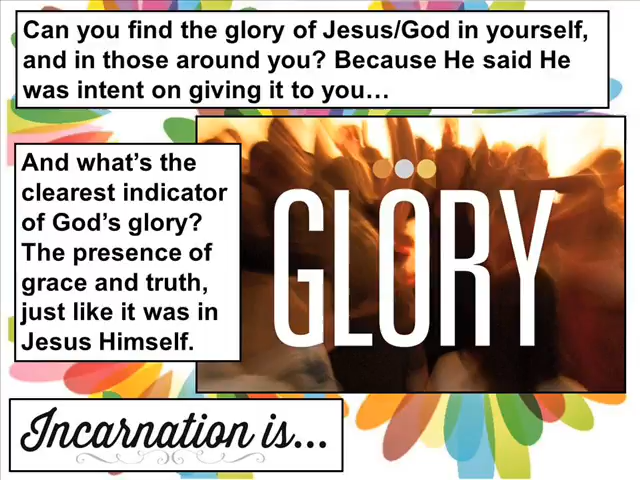 Can you find the glory of Jesus/God in yourself,
and in those around you? Because He said He
was intent on giving it to you…
And what’s the
clearest indicator
of God’s glory?
The presence of
grace and truth,
just like it was in
Jesus Himself.
GLORY
Incarnation is...